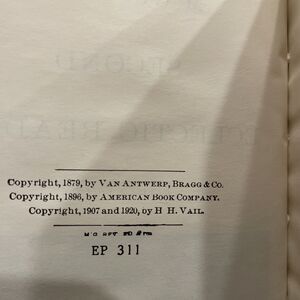 Copyright, 1879, by VAN ANTWERP, BRAGG & CO.
Copyright, 1896, by AMERICAN BOOK COMPANY.
Copyright, 1907 and 1920, by H H. VAIL.
EP 311